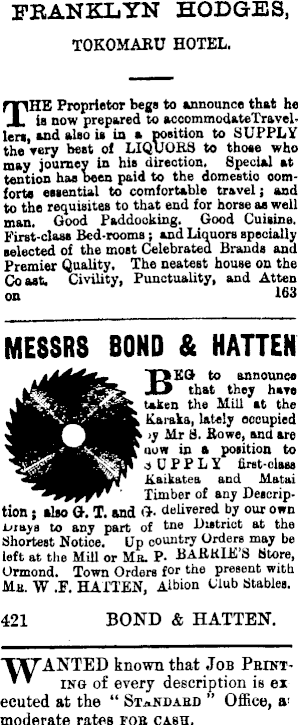 FRANKLYN HODGES,
TOKOMARU HOTEL.
THE Proprietor begs to announce that he
is now prepared to accommodateTravel-
lers, and also is in a position to SUPPLY
the very best of LIQUORS to those who
may journey in his direction. Special at
tention has been paid to the domestic com-
forts essential to comfortable travel; and
to the requisites to that end for horse as well
man. Good Paddocking. Good Cuisine.
First-class Bed-rooms; and Liquors specially
selected of the most Celebrated Brands and
Premier Quality. The neatest house on the
Coast. Civility, Punctuality, and Atten
on 163
MESSRS BOND & HATTEN
BEG to announce
that they have
taken the Mill at the
Karaka, lately occupied
by Mr S. Rowe, and are
now in a position to
SUPPLY first-class
Kaikatea and Matai
Timber of any Descrip-
tion; also G. T. and G. delivered by our own
Drays to any part of the District at the
Shortest Notice. Up country Orders may be
left at the Mill or MR. P. BARRIE'S Store,
Ormond. Town Orders for the present with
MR. W .F. HATTEN, Albion Club Stables.
421 BOND & HATTEN.
WANTED known that JOB PRINT-
ING of every description is ex
ecuted at the "STANDARD" Office, a
moderate rates FOR CASH.